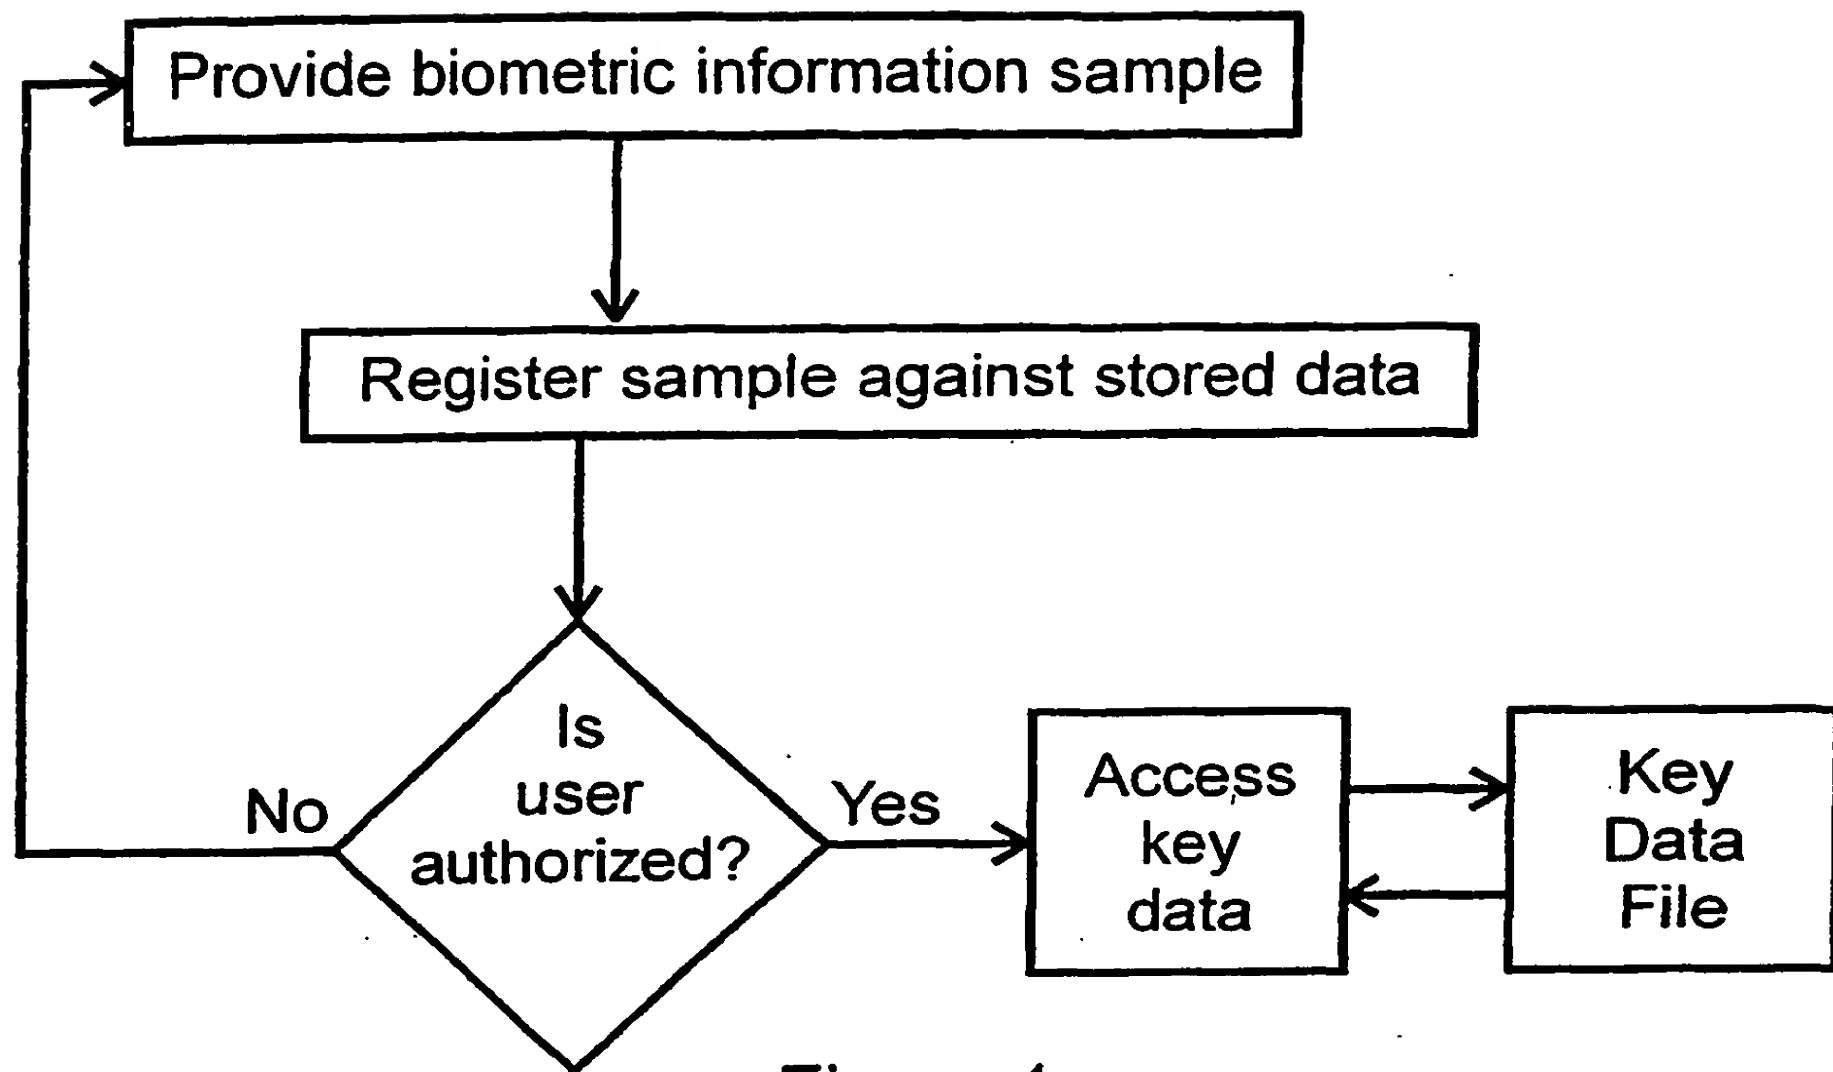 Provide biometric information sample
Register sample against stored data
Is
user
authorized?
No
Yes
Access
key
data
Key
Data
File